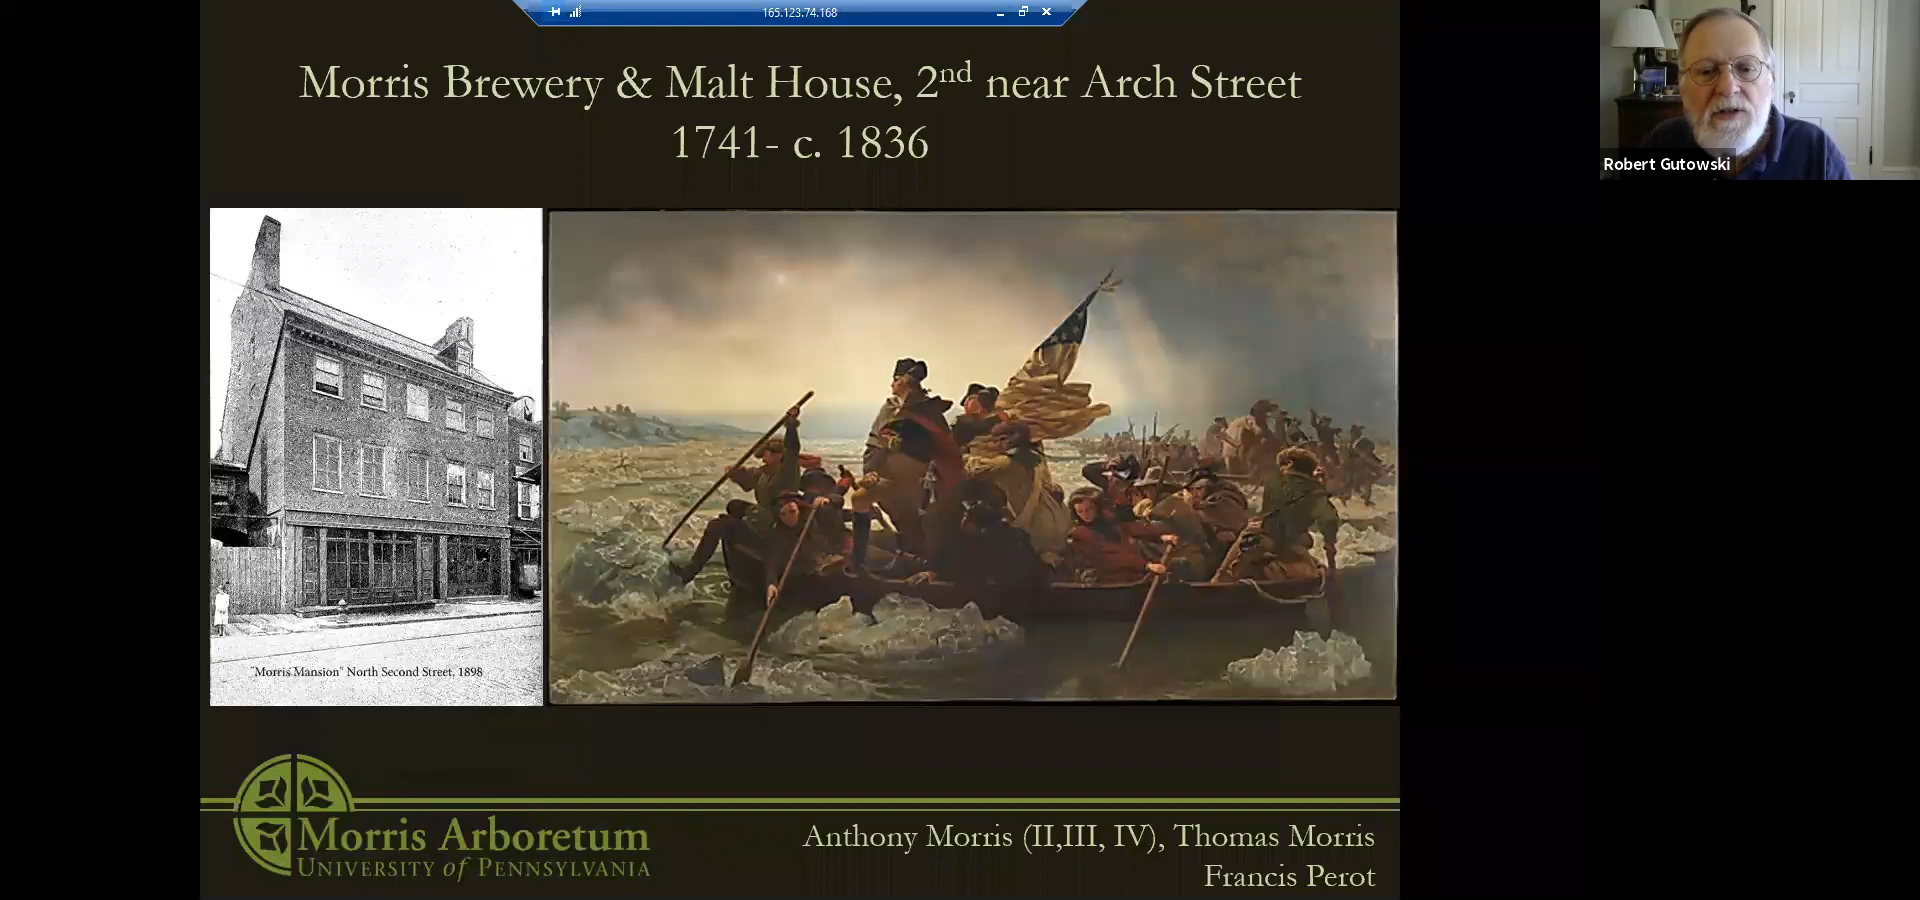 165.123.74.168
Morris Brewery & Malt House, 2nd near Arch Street
1741- c. 1836
Robert Gutowski
"Morris Mansion" North Second Street, 1898
Morris Arboretum
UNIVERSITY of PENNSYLVANIA
Anthony Morris (II,III, IV), Thomas Morris
Francis Perot